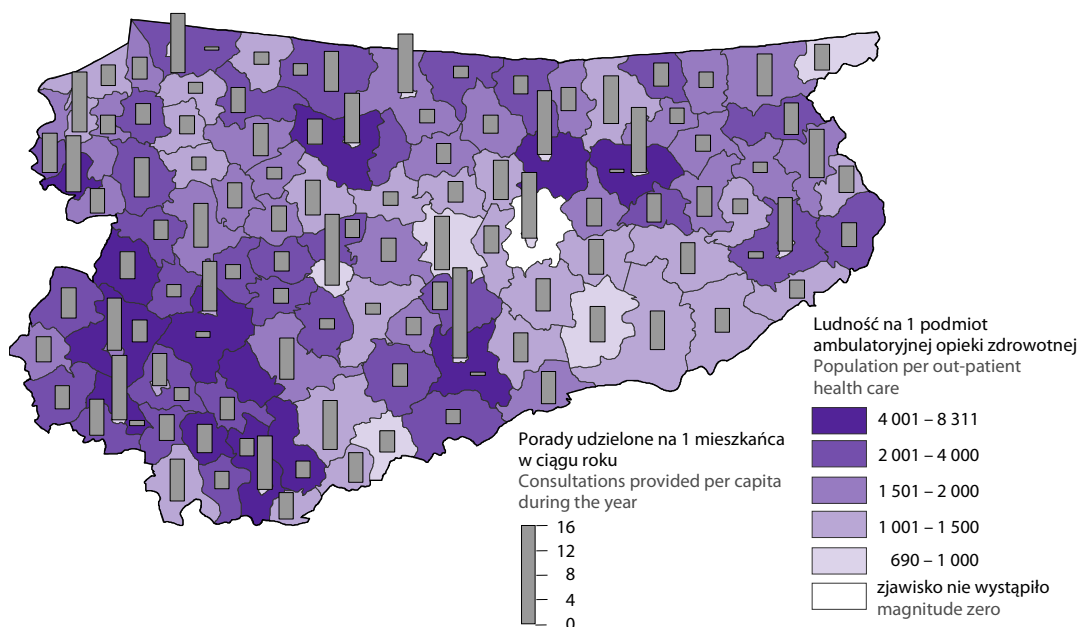 Porady udzielone na 1 mieszkańca
w ciągu roku
Consultations provided per capita
during the year
16
12
8
4
0
Ludność na 1 podmiot
ambulatoryjnej opieki zdrowotnej
Population per out-patient
health care
4 001 – 8 311
2 001 – 4 000
1 501 – 2 000
1 001 – 1 500
690 – 1 000
zjawisko nie wystąpiło
magnitude zero